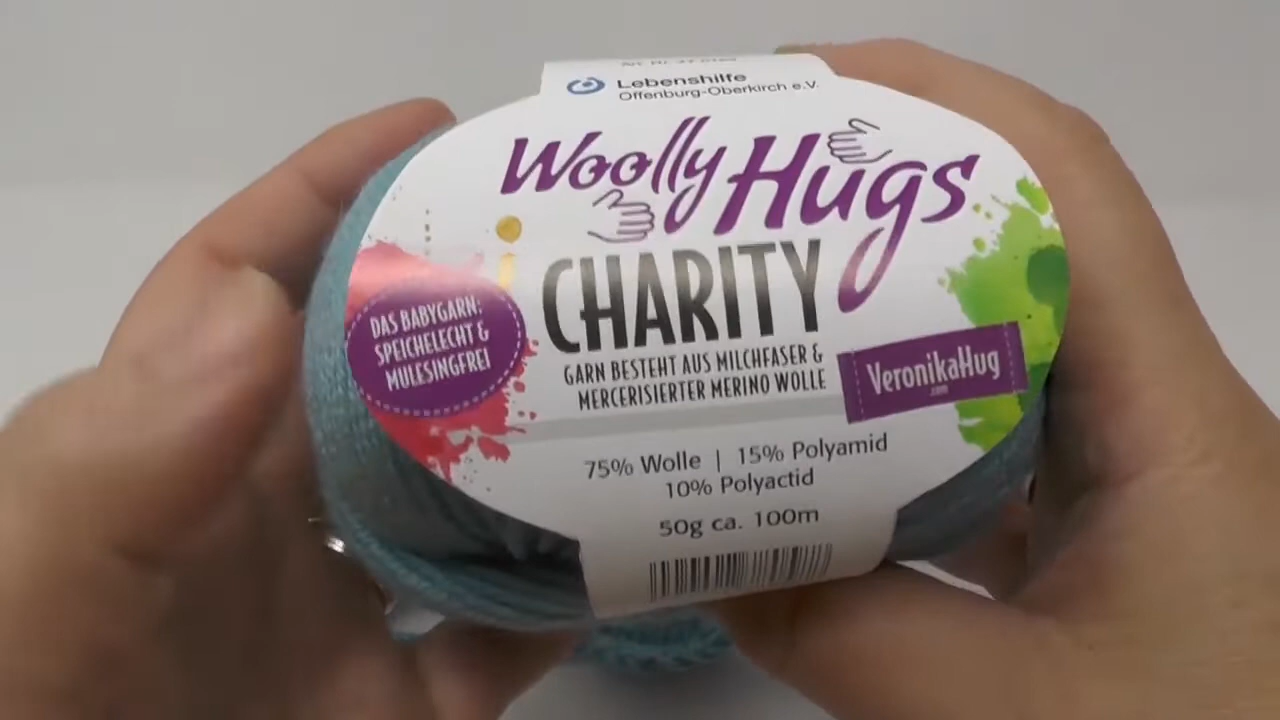 Lebenshilfe
Offenburg-Oberkirch e.V.
Woolly Hugs
CHARITY
DAS BABYGARN:
SPEICHELECHT &
MULESINGFREI
GARN BESTEHT AUS MILCHFASER &
MERCERISIERTER MERINO WOLLE
VeronikaHug
.com
75% Wolle | 15% Polyamid
10% Polyactid
50g ca. 100m